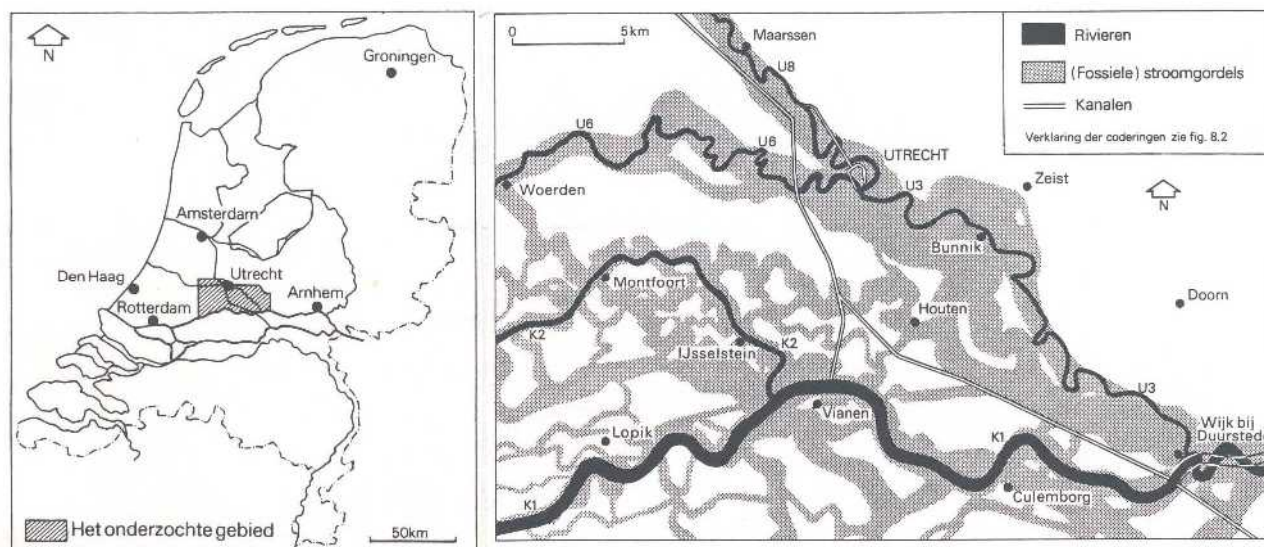 N
Groningen
Amsterdam
Den Haag
Utrecht
Rotterdam
Arnhem
Het onderzochte gebied
50km
0 5km
Maarssen
U8
U6
U6
UTRECHT
U3
Woerden
Zeist
N
Bunnik
Montfoort
Doorn
Houten
K2
IJsselstein
K2
U3
Vianen
Lopik
Wijk bij
Duurstede
K1
Culemborg
K1
Rivieren
(Fossiele) stroomgordels
Kanalen
Verklaring der coderingen zie fig. 8.2